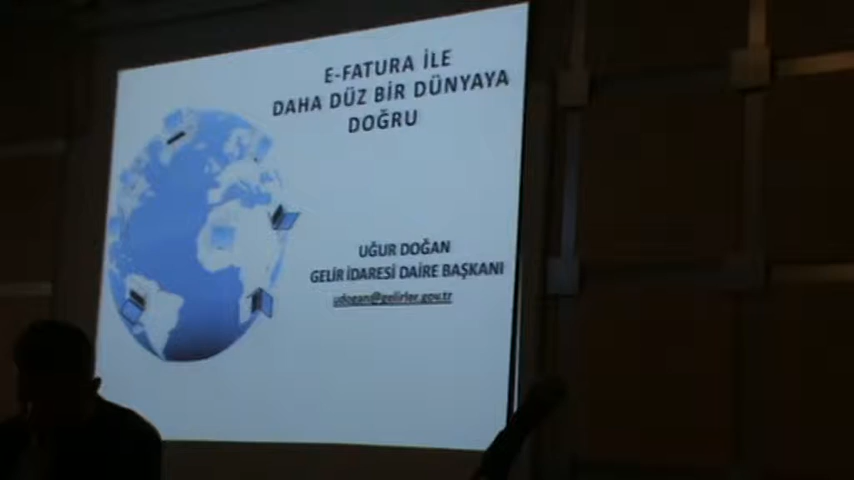 E-FATURA İLE
DAHA DÜZ BİR DÜNYAYA
DOĞRU
UĞUR DOĞAN
GELİR İDARESİ DAİRE BAŞKANI
udogan@gelirler.gov.tr